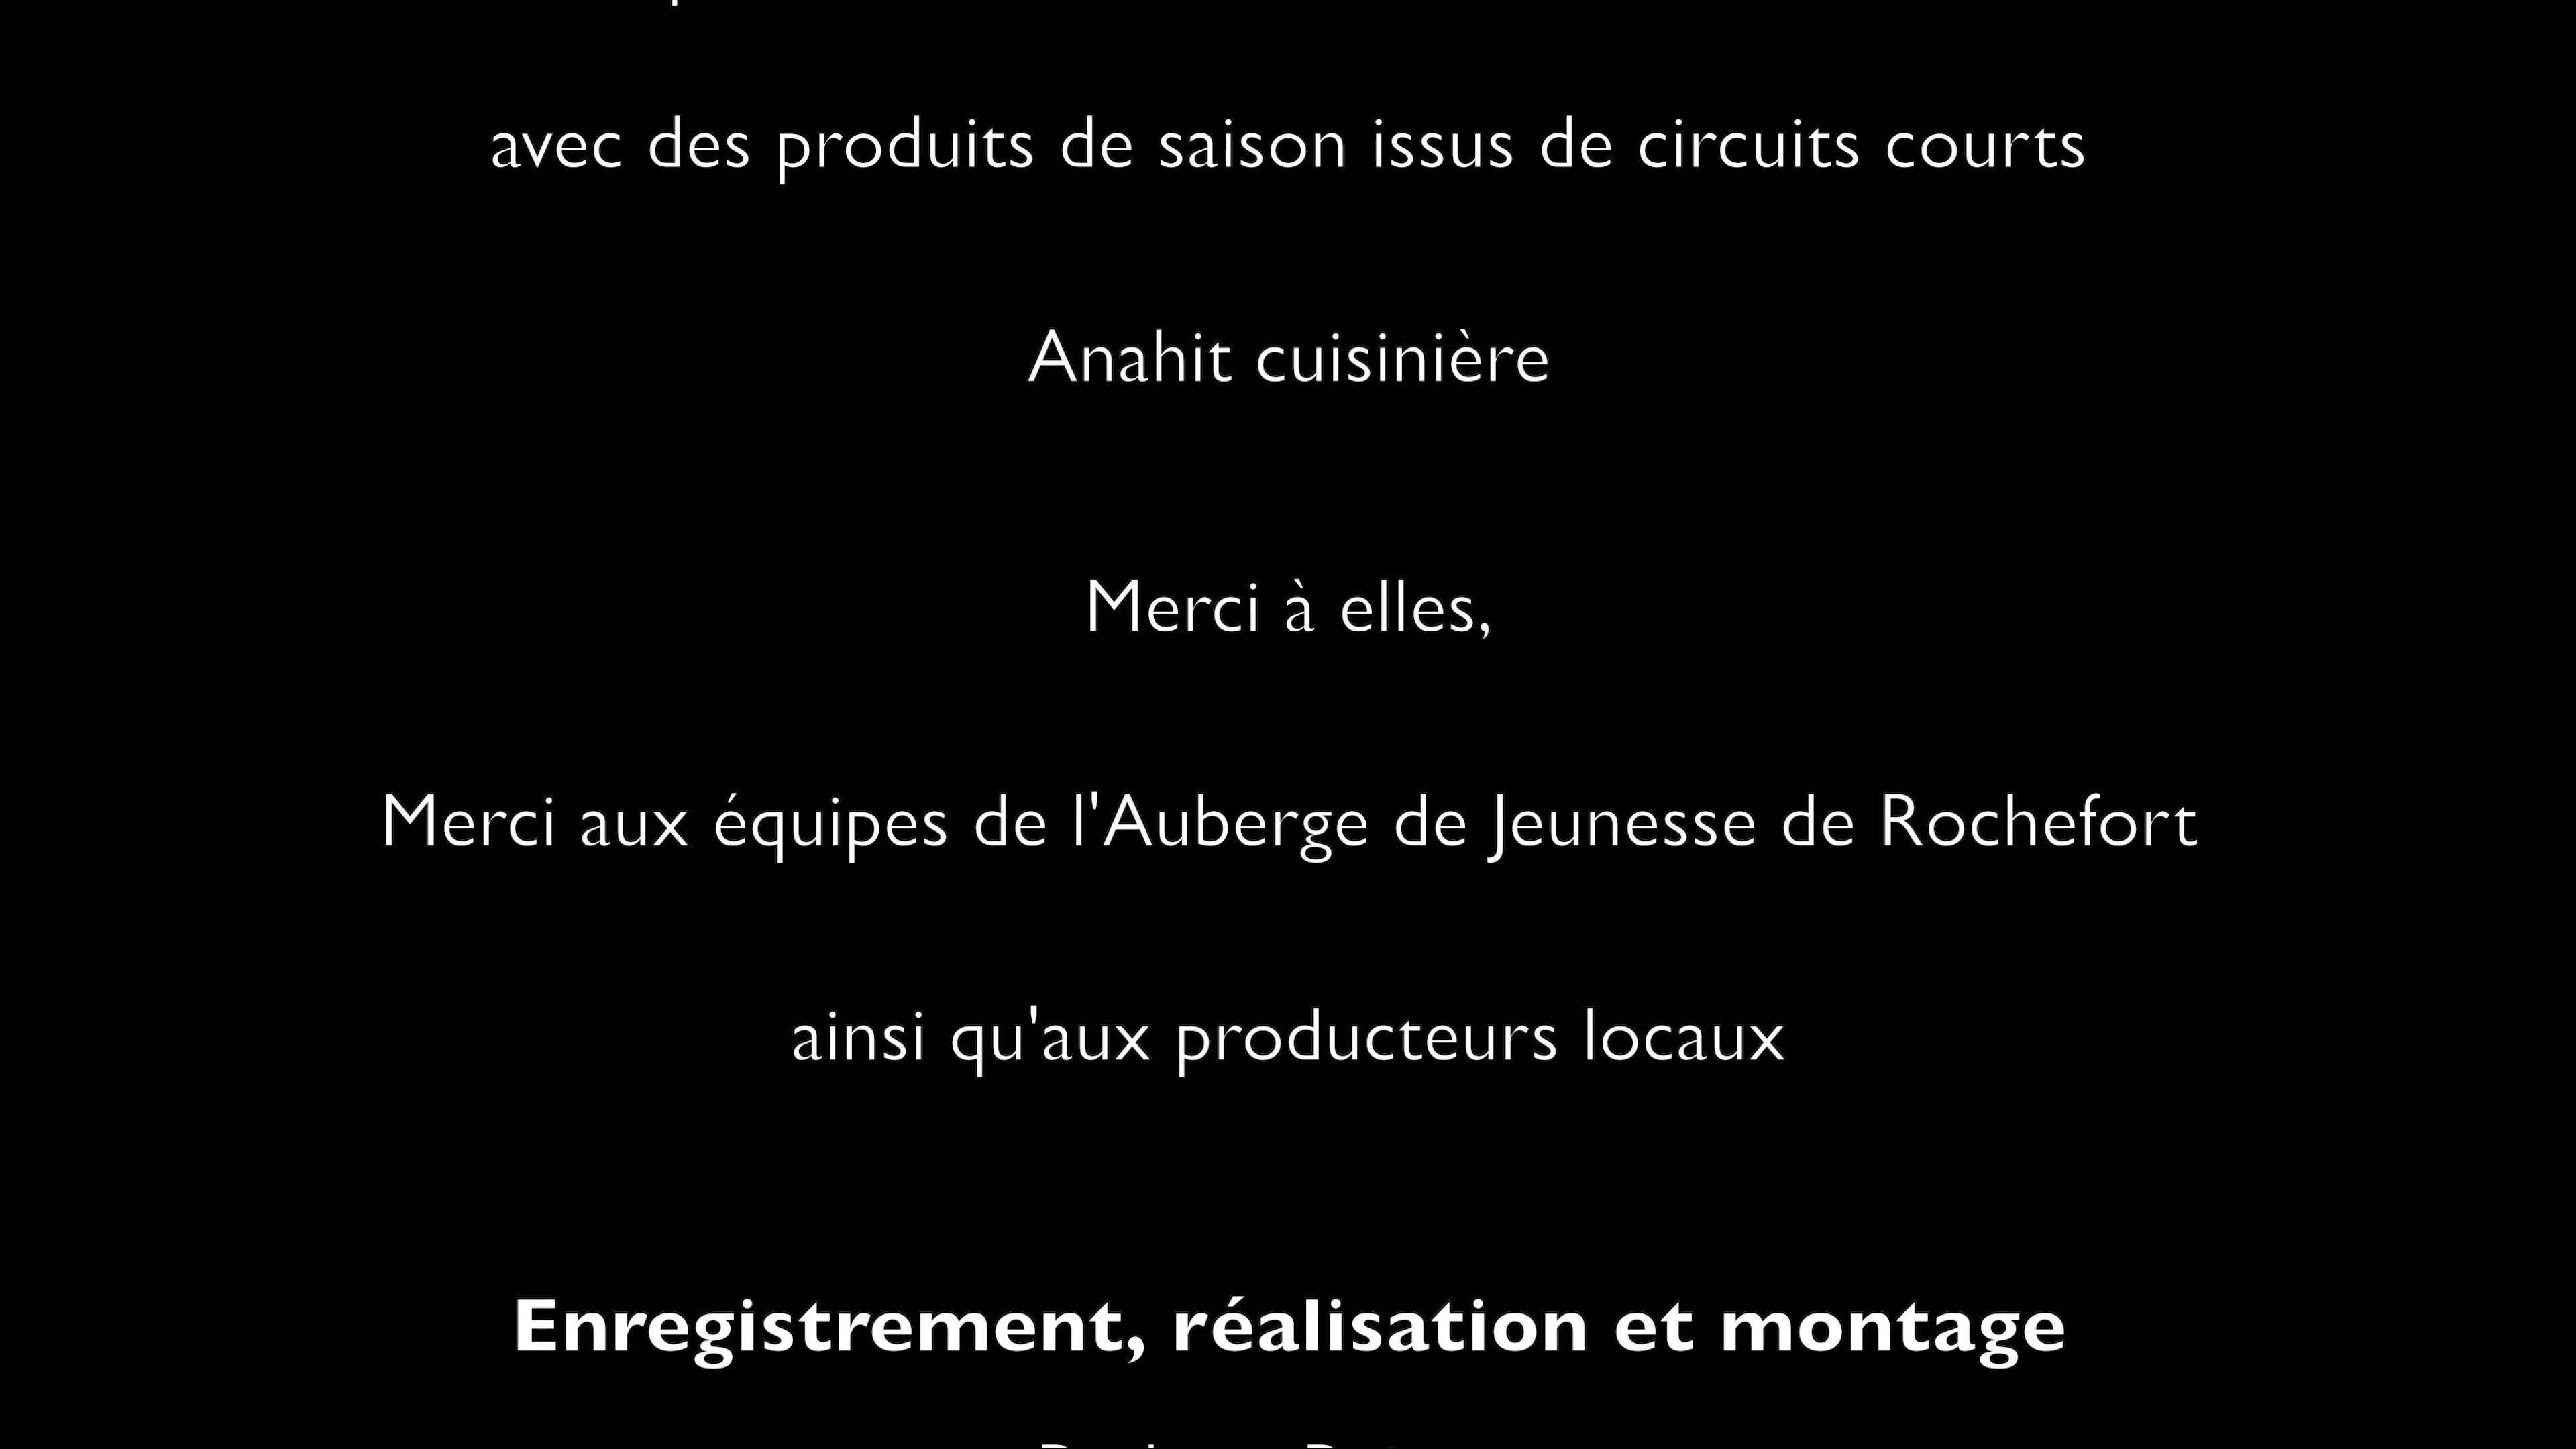 avec des produits de saison issus de circuits courts
Anahit cuisinière
Merci à elles,
Merci aux équipes de l'Auberge de Jeunesse de Rochefort
ainsi qu'aux producteurs locaux
Enregistrement, réalisation et montage